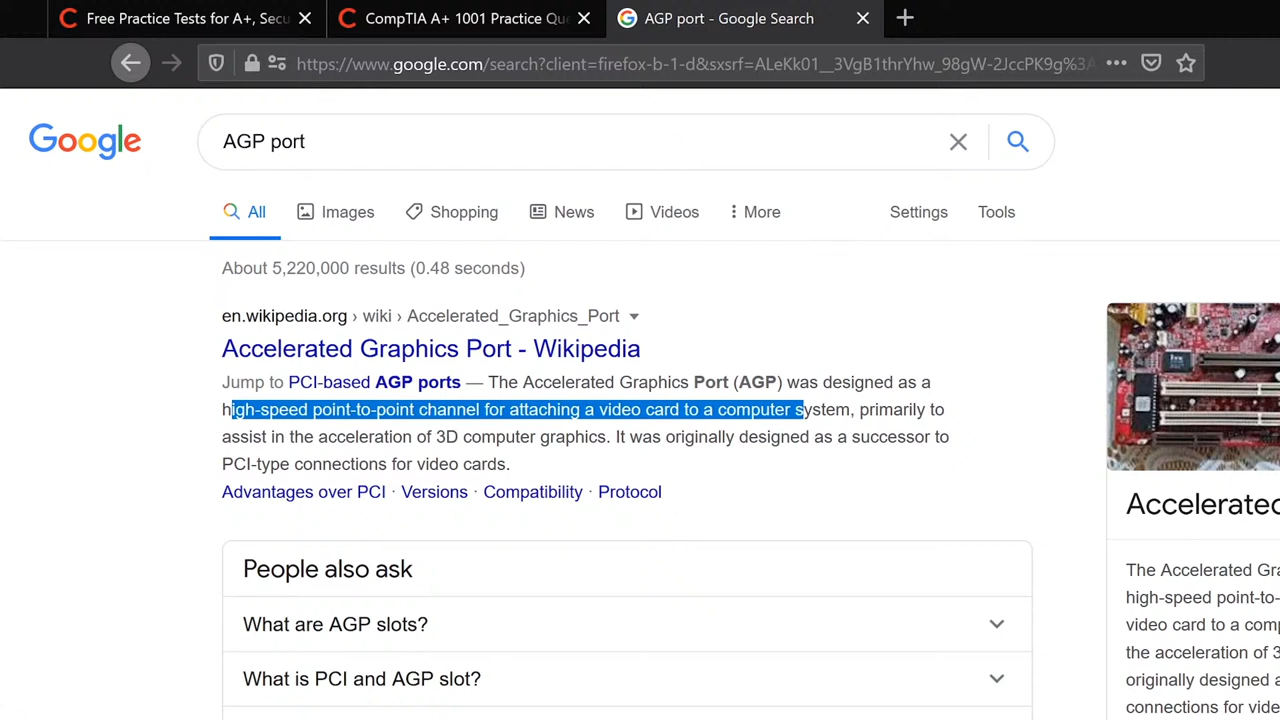 Free Practice Tests for A+, Secu
CompTIA A+ 1001 Practice Que
AGP port - Google Search
https://www.google.com/search?client=firefox-b-1-d&sxsrf=ALeKk01__3VgB1thrYhw_98gW-2JccPK9g%3A
Google
AGP port
All
Images
Shopping
News
Videos
More
Settings
Tools
About 5,220,000 results (0.48 seconds)
en.wikipedia.org › wiki › Accelerated_Graphics_Port
Accelerated Graphics Port - Wikipedia
Jump to PCI-based AGP ports — The Accelerated Graphics Port (AGP) was designed as a
high-speed point-to-point channel for attaching a video card to a computer system, primarily to
assist in the acceleration of 3D computer graphics. It was originally designed as a successor to
PCI-type connections for video cards.
Advantages over PCI · Versions · Compatibility · Protocol
People also ask
What are AGP slots?
What is PCI and AGP slot?
Accelerated
The Accelerated Gra
high-speed point-to-
video card to a comp
the acceleration of 3
originally designed a
connections for vide